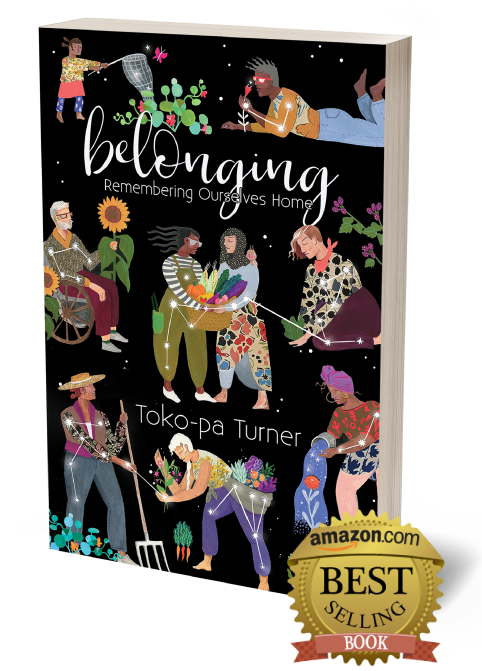 belonging
Remembering Ourselves Home
Toko-pa Turner
amazon.com
BEST
SELLING
BOOK